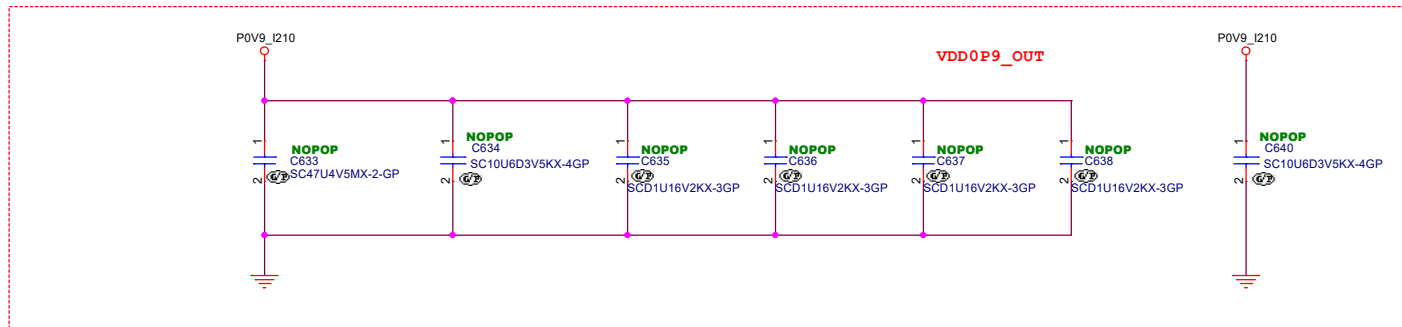 P0V9_I210
P0V9_I210
VDD0P9_OUT
1
NOPOP
C633
SC47U4V5MX-2-GP
2
G/P
1
NOPOP
C634
SC10U6D3V5KX-4GP
2
G/P
1
NOPOP
C635
2
G/P
SCD1U16V2KX-3GP
1
NOPOP
C636
2
G/P
SCD1U16V2KX-3GP
1
NOPOP
C637
2
G/P
SCD1U16V2KX-3GP
1
NOPOP
C638
2
G/P
SCD1U16V2KX-3GP
1
NOPOP
C640
SC10U6D3V5KX-4GP
2
G/P